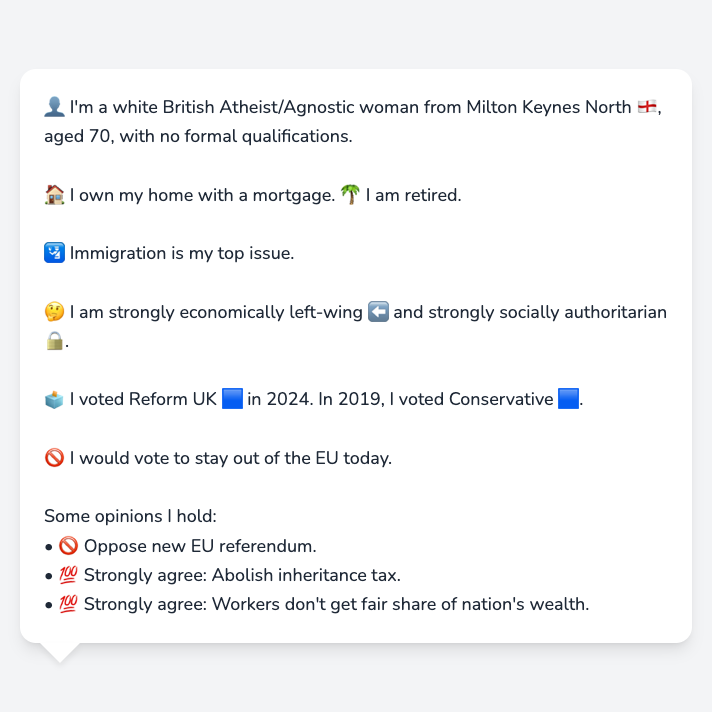 👤 I'm a white British Atheist/Agnostic woman from Milton Keynes North 🏴󠁧󠁢󠁥󠁮󠁧󠁿,
aged 70, with no formal qualifications.
🏠 I own my home with a mortgage. 🌴 I am retired.
🛂 Immigration is my top issue.
🤔 I am strongly economically left-wing ⬅️ and strongly socially authoritarian
🔒.
🗳️ I voted Reform UK 🟦 in 2024. In 2019, I voted Conservative 🟦.
🚫 I would vote to stay out of the EU today.
Some opinions I hold:
• 🚫 Oppose new EU referendum.
• 💯 Strongly agree: Abolish inheritance tax.
• 💯 Strongly agree: Workers don't get fair share of nation's wealth.